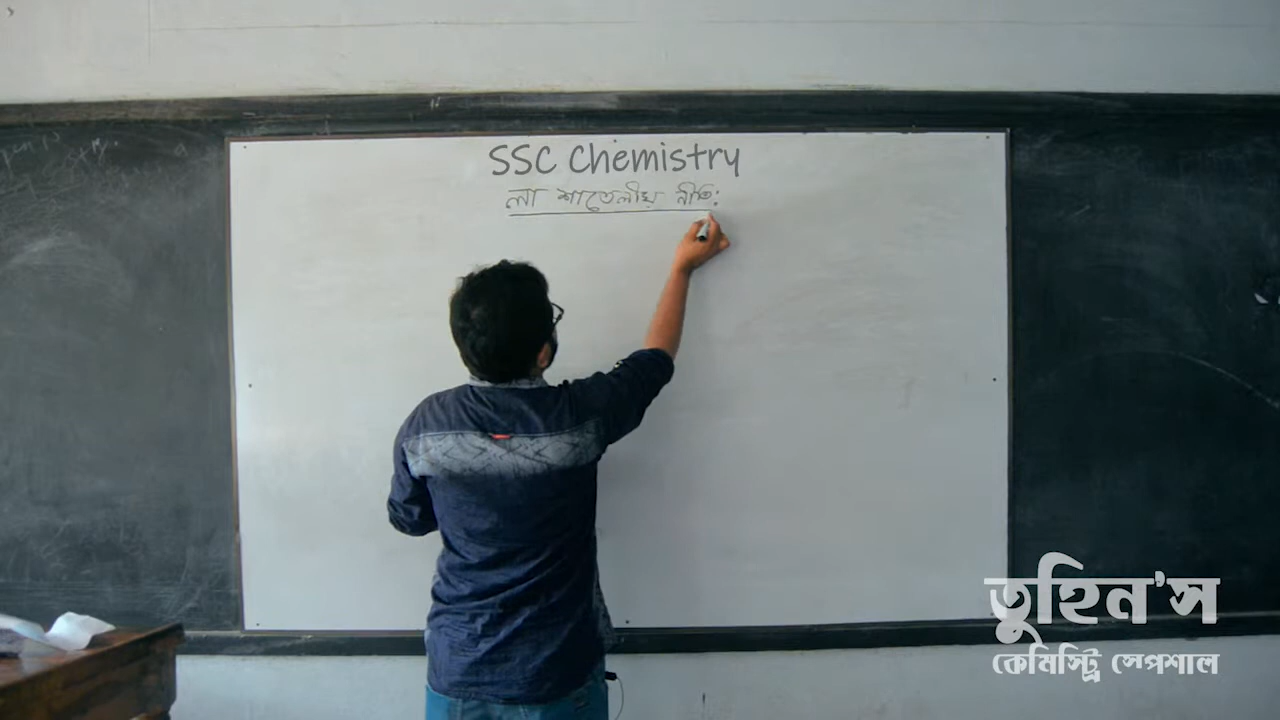 SSC Chemistry
লা শাতেলীয় নীতি:
তুহিন'স
কেমিস্ট্রি স্পেশাল